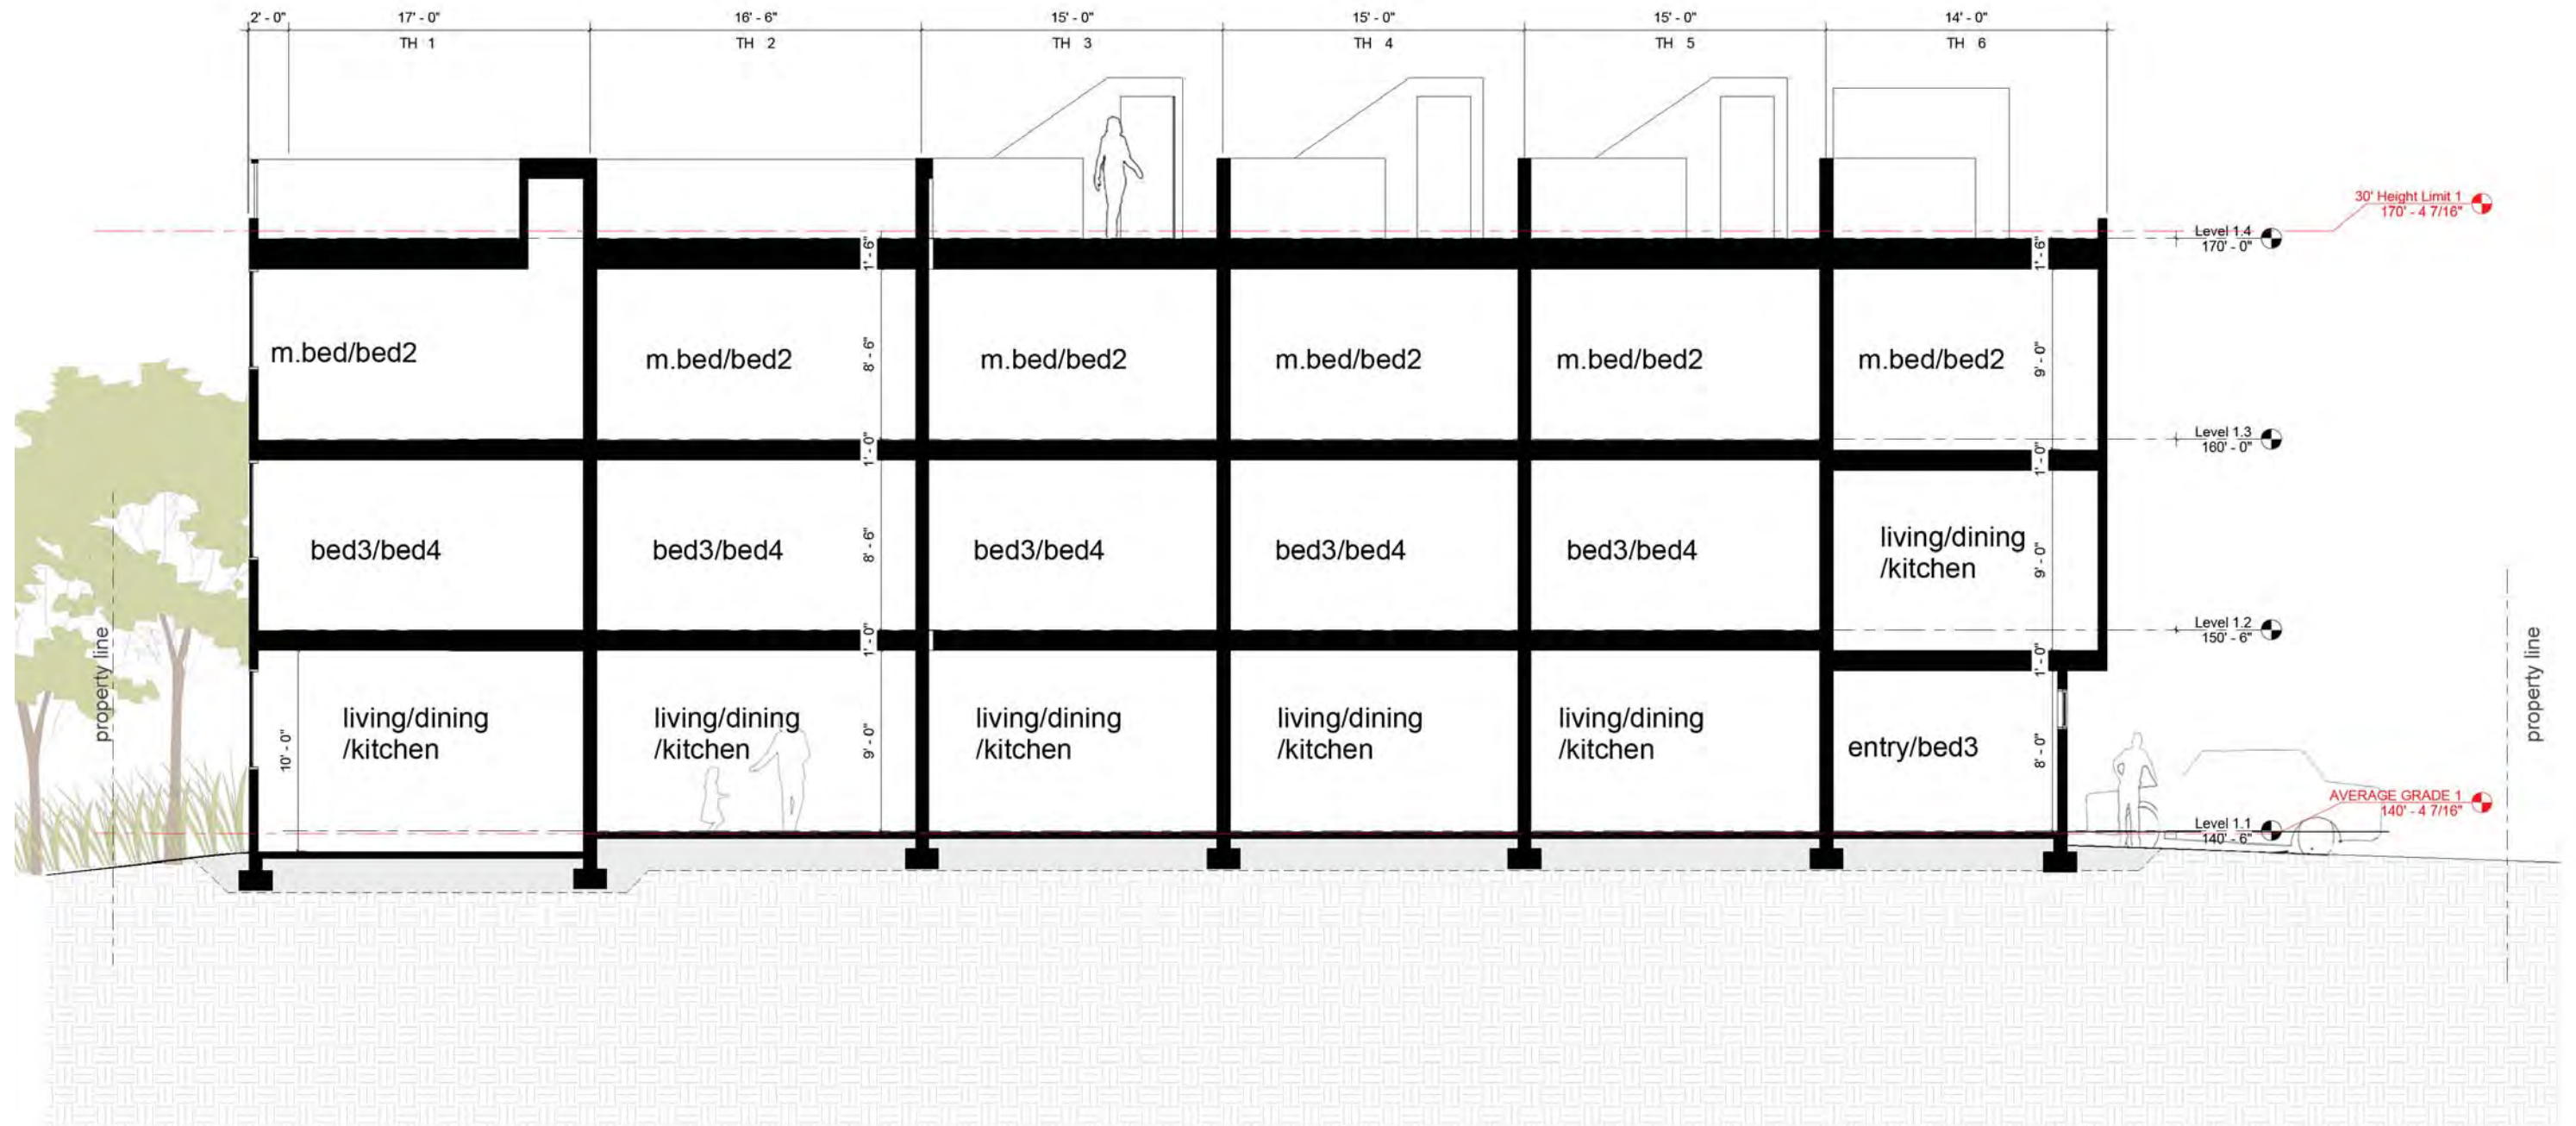 2' - 0" 17' - 0" 16' - 6" 15' - 0" 15' - 0" 15' - 0" 14' - 0"
TH 1 TH 2 TH 3 TH 4 TH 5 TH 6
30' Height Limit 1
170' - 4 7/16"
Level 1.4
170' - 0"
1' - 6"
1' - 6"
m.bed/bed2
m.bed/bed2
8' - 6"
m.bed/bed2
m.bed/bed2
m.bed/bed2
m.bed/bed2
9' - 0"
Level 1.3
160' - 0"
1' - 0"
1' - 0"
bed3/bed4
bed3/bed4
8' - 6"
bed3/bed4
bed3/bed4
bed3/bed4
living/dining
/kitchen
9' - 0"
Level 1.2
150' - 6"
1' - 0"
1' - 0"
property line
10' - 0"
living/dining
/kitchen
living/dining
/kitchen
9' - 0"
living/dining
/kitchen
living/dining
/kitchen
living/dining
/kitchen
entry/bed3
8' - 0"
property line
AVERAGE GRADE 1
140' - 4 7/16"
Level 1.1
140' - 6"